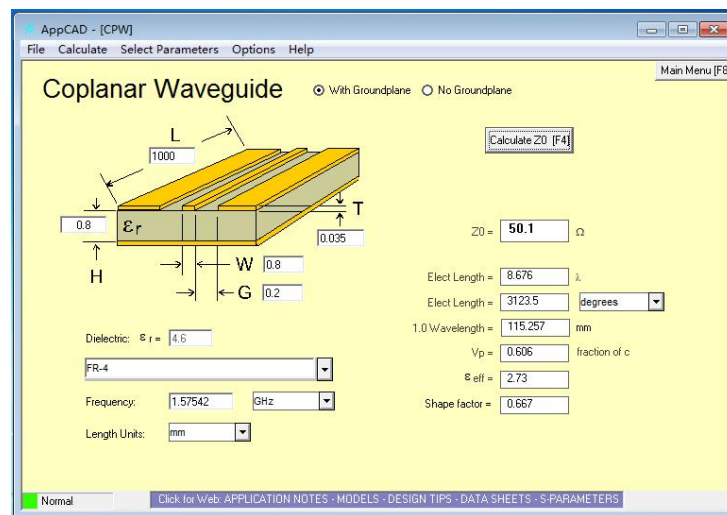 AppCAD - [CPW]
File Calculate Select Parameters Options Help
Main Menu [F8
Coplanar Waveguide With Groundplane No Groundplane
Calculate Z0 [F4]
L
1000
0.8 εr T
0.035
H
W 0.8
G 0.2
Z0 = 50.1 Ω
Elect Length = 8.676 λ
Elect Length = 3123.5 degrees
1.0 Wavelength = 115.257 mm
Vp = 0.606 fraction of c
ε eff = 2.73
Shape factor = 0.667
Dielectric: ε r = 4.6
FR-4
Frequency: 1.57542 GHz
Length Units: mm
Normal Click for Web: APPLICATION NOTES - MODELS - DESIGN TIPS - DATA SHEETS - S-PARAMETERS